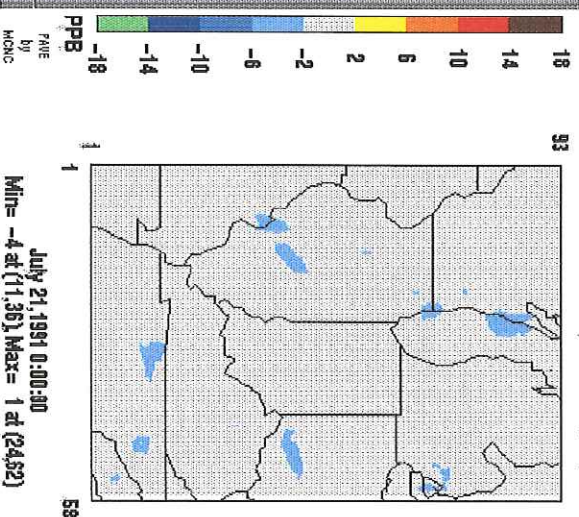 18
14
10
6
2
-2
-6
-10
-14
-18
PPB
PAVE
by
MCNC
93
1
58
July 21,1991 0:00:00
Min= -4 at (11,36), Max= 1 at (24,62)